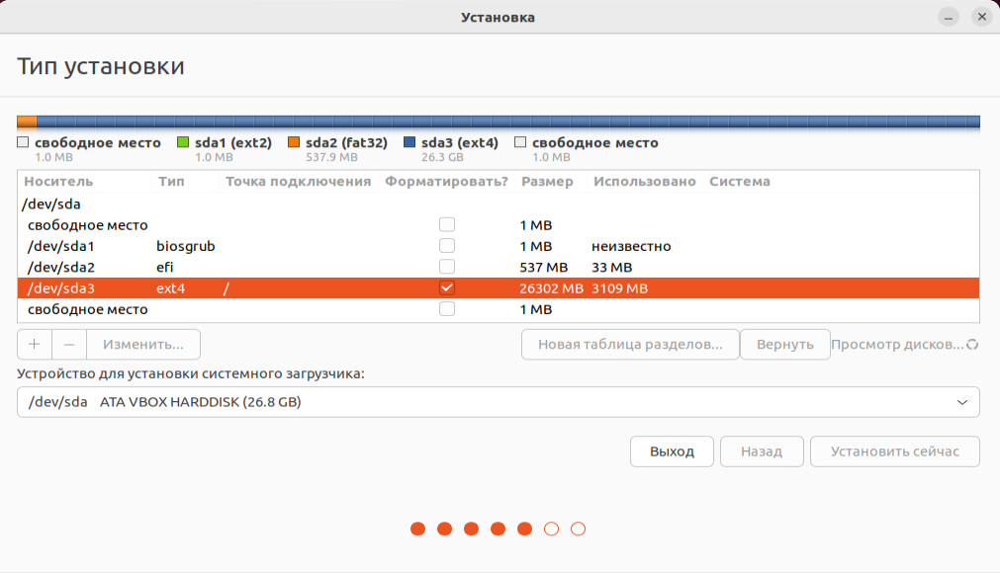 Установка
Тип установки
свободное место sda1 (ext2) sda2 (fat32) sda3 (ext4) свободное место
1.0 MB 1.0 MB 537.9 MB 26.3 GB 1.0 MB
Носитель Тип Точка подключения Форматировать? Размер Использовано Система
/dev/sda
свободное место 1 MB
/dev/sda1 biosgrub 1 MB неизвестно
/dev/sda2 efi 537 MB 33 MB
/dev/sda3 ext4 / 26302 MB 3109 MB
свободное место 1 MB
+ − Изменить... Новая таблица разделов... Вернуть Просмотр дисков...
Устройство для установки системного загрузчика:
/dev/sda ATA VBOX HARDDISK (26.8 GB)
Выход Назад Установить сейчас